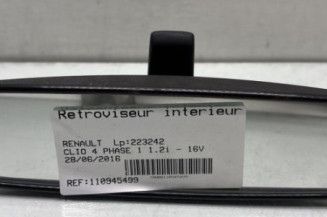 Retroviseur interieur
RENAULT Lp:223242
CLIO 4 PHASE 1 1.2i - 16V
28/06/2016
REF:110945499